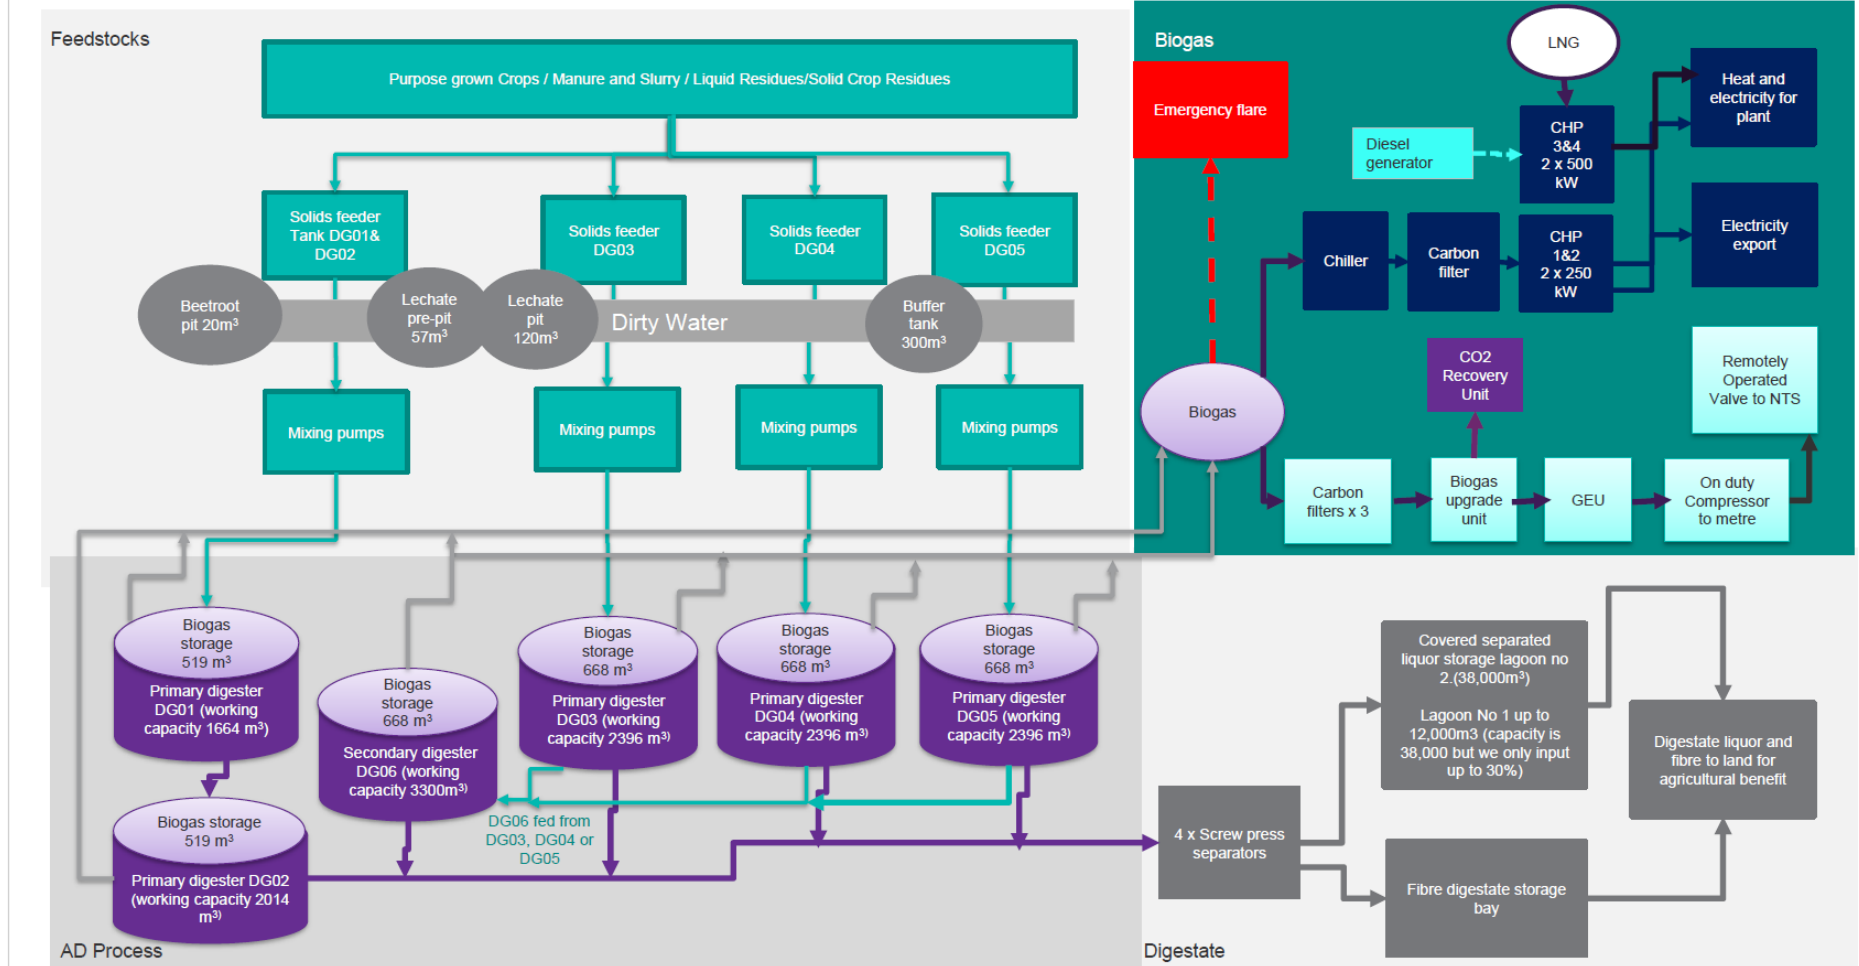 Feedstocks
Purpose grown Crops / Manure and Slurry / Liquid Residues/Solid Crop Residues
Solids feeder
Tank DG01&
DG02
Solids feeder
DG03
Solids feeder
DG04
Solids feeder
DG05
Beetroot
pit 20m³
Lechate
pre-pit
57m³
Lechate
pit
120m³
Dirty Water
Buffer
tank
300m³
Mixing pumps
Mixing pumps
Mixing pumps
Mixing pumps
Biogas
Emergency flare
LNG
Diesel
generator
CHP
3&4
2 x 500
kW
Heat and
electricity for
plant
Chiller
Carbon
filter
CHP
1&2
2 x 250
kW
Electricity
export
Biogas
CO2
Recovery
Unit
Remotely
Operated
Valve to NTS
Carbon
filters x 3
Biogas
upgrade
unit
GEU
On duty
Compressor
to metre
Biogas
storage
519 m³
Primary digester
DG01 (working
capacity 1664 m³)
Biogas
storage
668 m³
Secondary digester
DG06 (working
capacity 3300m³)
Biogas
storage
668 m³
Primary digester
DG03 (working
capacity 2396 m³)
Biogas
storage
668 m³
Primary digester
DG04 (working
capacity 2396 m³)
Biogas
storage
668 m³
Primary digester
DG05 (working
capacity 2396 m³)
Biogas storage
519 m³
Primary digester DG02
(working capacity 2014
m³)
DG06 fed from
DG03, DG04 or
DG05
AD Process
4 x Screw press
separators
Covered separated
liquor storage lagoon no
2.(38,000m³)
Lagoon No 1 up to
12,000m3 (capacity is
38,000 but we only input
up to 30%)
Fibre digestate storage
bay
Digestate liquor and
fibre to land for
agricultural benefit
Digestate